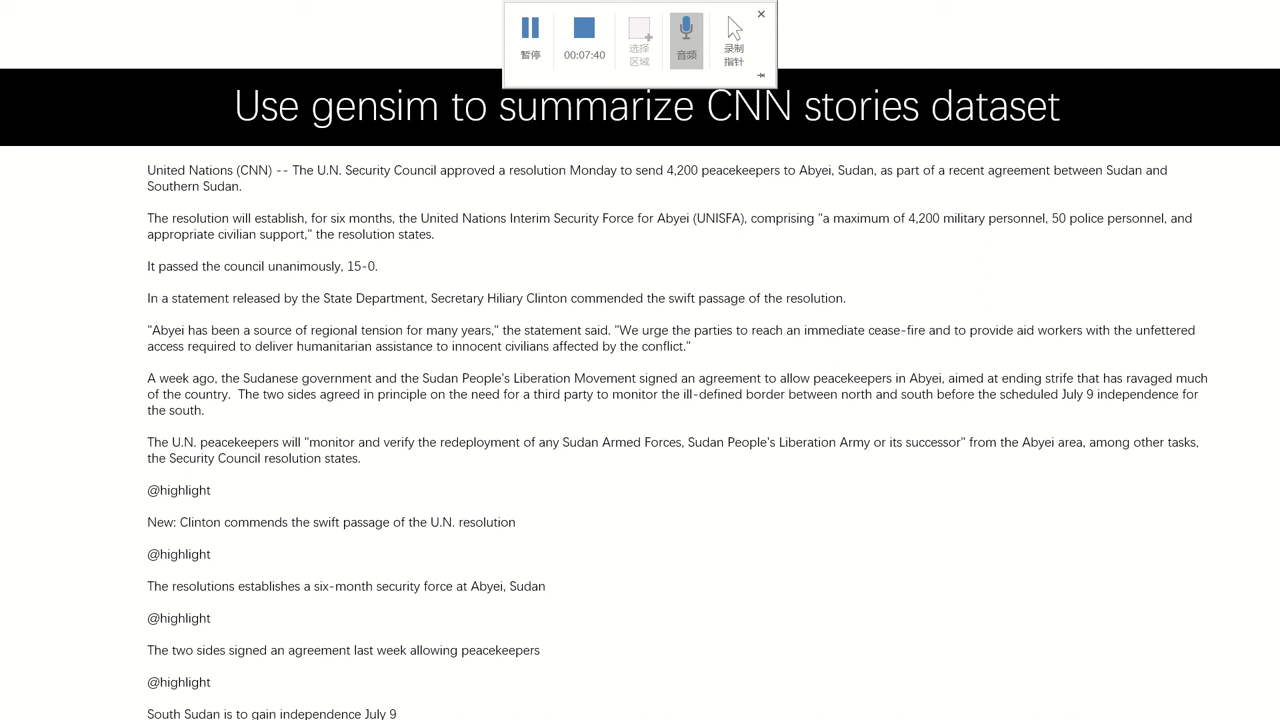 暂停
00:07:40
选择
区域
音频
录制
指针
Use gensim to summarize CNN stories dataset
United Nations (CNN) -- The U.N. Security Council approved a resolution Monday to send 4,200 peacekeepers to Abyei, Sudan, as part of a recent agreement between Sudan and
Southern Sudan.
The resolution will establish, for six months, the United Nations Interim Security Force for Abyei (UNISFA), comprising "a maximum of 4,200 military personnel, 50 police personnel, and
appropriate civilian support," the resolution states.
It passed the council unanimously, 15-0.
In a statement released by the State Department, Secretary Hiliary Clinton commended the swift passage of the resolution.
"Abyei has been a source of regional tension for many years," the statement said. "We urge the parties to reach an immediate cease-fire and to provide aid workers with the unfettered
access required to deliver humanitarian assistance to innocent civilians affected by the conflict."
A week ago, the Sudanese government and the Sudan People's Liberation Movement signed an agreement to allow peacekeepers in Abyei, aimed at ending strife that has ravaged much
of the country.  The two sides agreed in principle on the need for a third party to monitor the ill-defined border between north and south before the scheduled July 9 independence for
the south.
The U.N. peacekeepers will "monitor and verify the redeployment of any Sudan Armed Forces, Sudan People's Liberation Army or its successor" from the Abyei area, among other tasks,
the Security Council resolution states.
@highlight
New: Clinton commends the swift passage of the U.N. resolution
@highlight
The resolutions establishes a six-month security force at Abyei, Sudan
@highlight
The two sides signed an agreement last week allowing peacekeepers
@highlight
South Sudan is to gain independence July 9